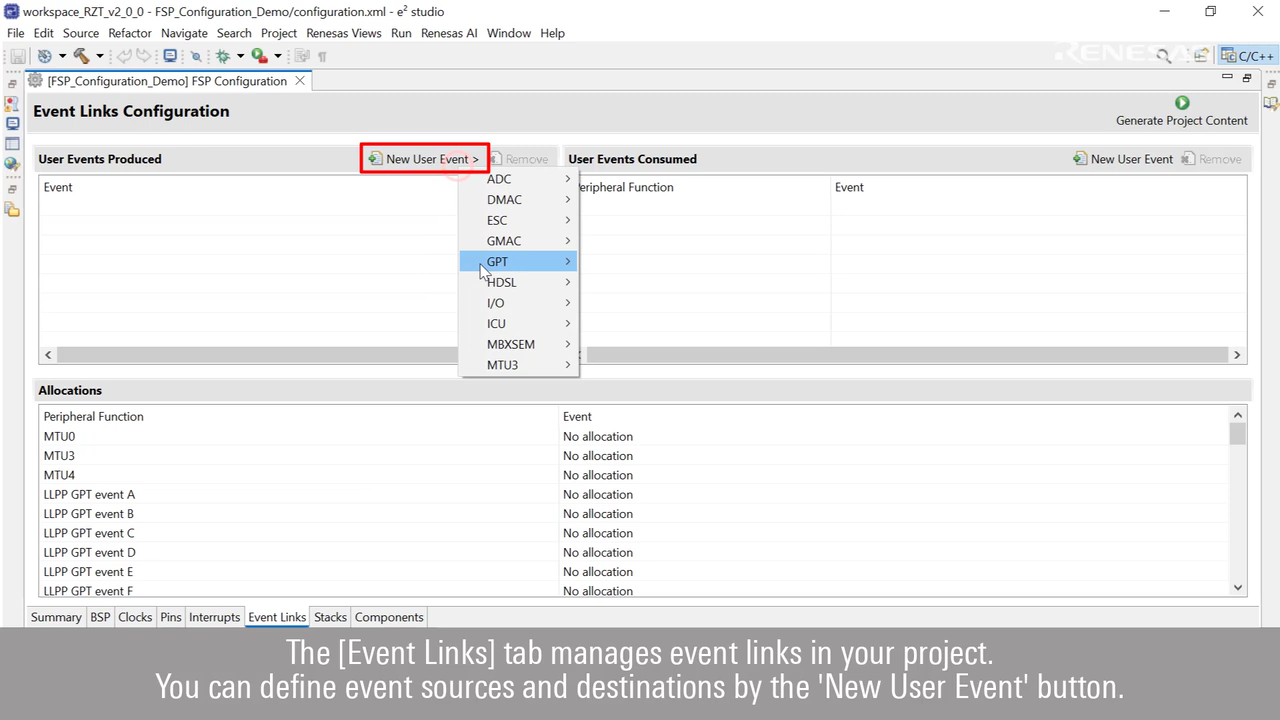 workspace_RZT_v2_0_0 - FSP_Configuration_Demo/configuration.xml - e² studio
File Edit Source Refactor Navigate Search Project Renesas Views Run Renesas AI Window Help
RENESAS
C/C++
[FSP_Configuration_Demo] FSP Configuration
Event Links Configuration
Generate Project Content
User Events Produced
New User Event >
Remove
User Events Consumed
New User Event
Remove
Event
Peripheral Function
Event
ADC
DMAC
ESC
GMAC
GPT
HDSL
I/O
ICU
MBXSEM
MTU3
Allocations
Peripheral Function Event
MTU0 No allocation
MTU3 No allocation
MTU4 No allocation
LLPP GPT event A No allocation
LLPP GPT event B No allocation
LLPP GPT event C No allocation
LLPP GPT event D No allocation
LLPP GPT event E No allocation
LLPP GPT event F No allocation
Summary BSP Clocks Pins Interrupts Event Links Stacks Components
The [Event Links] tab manages event links in your project.
You can define event sources and destinations by the 'New User Event' button.